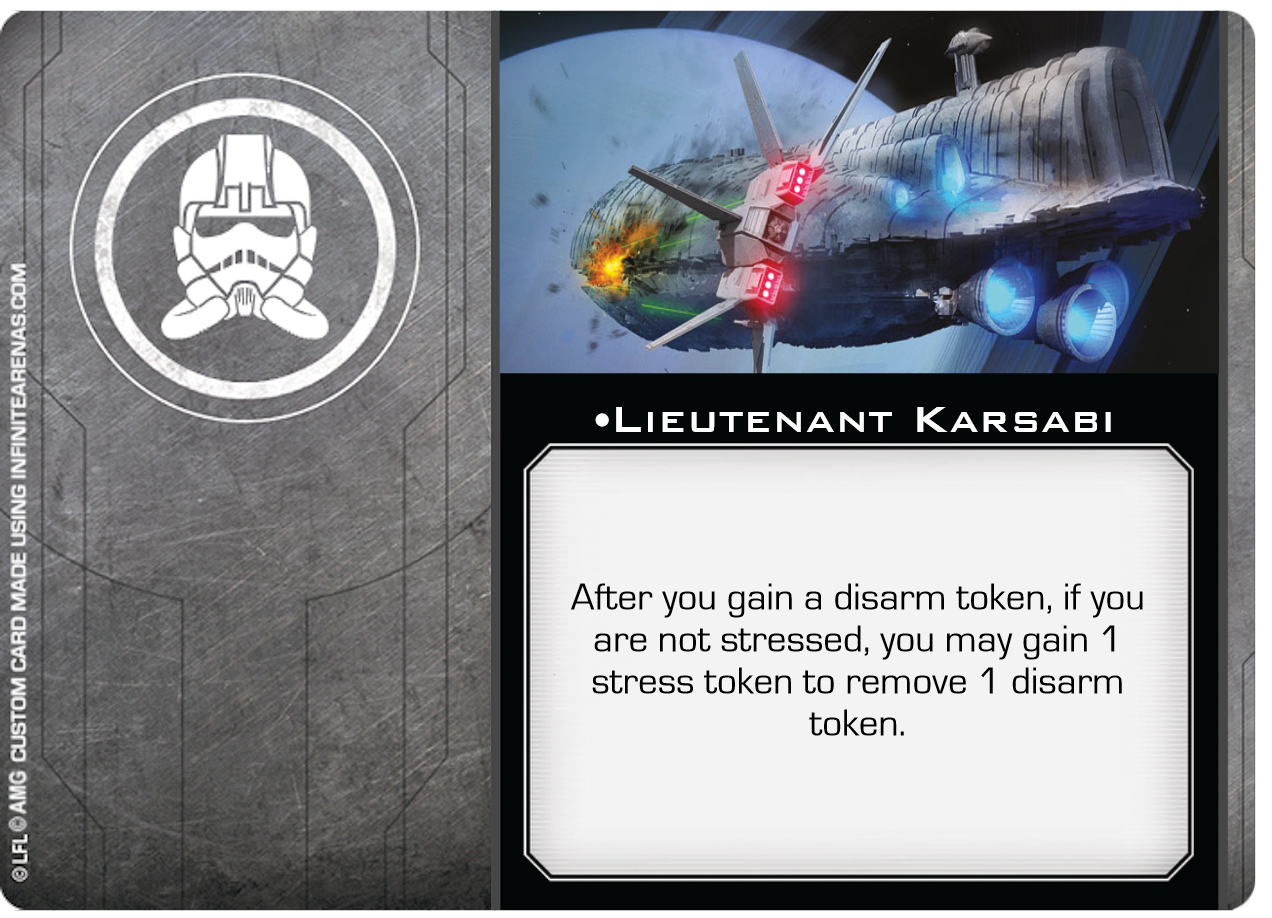 •Lieutenant Karsabi
After you gain a disarm token, if you
are not stressed, you may gain 1
stress token to remove 1 disarm
token.
©LFL©AMG CUSTOM CARD MADE USING INFINITEARENAS.COM